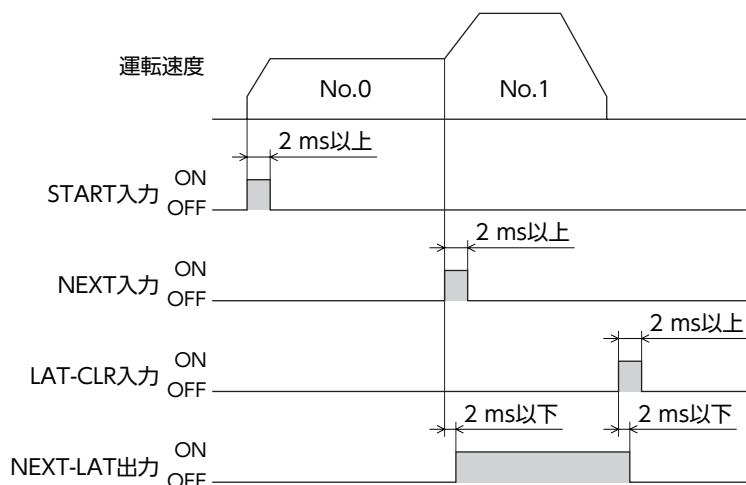 運転速度
No.0
No.1
2 ms以上
START入力
ON
OFF
2 ms以上
NEXT入力
ON
OFF
2 ms以上
LAT-CLR入力
ON
OFF
2 ms以下
2 ms以下
NEXT-LAT出力
ON
OFF